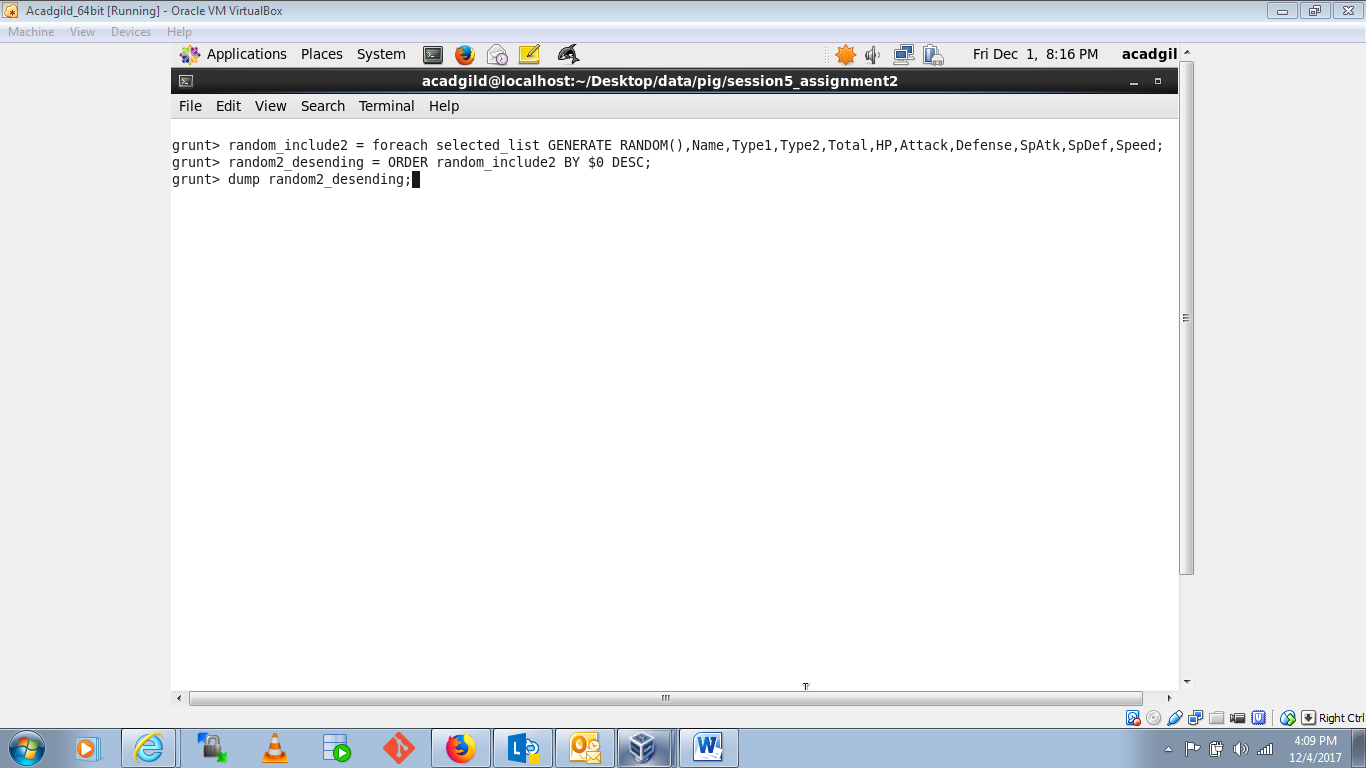 Acadgild_64bit [Running] - Oracle VM VirtualBox
Machine View Devices Help
Applications Places System Fri Dec 1, 8:16 PM acadgil
acadgild@localhost:~/Desktop/data/pig/session5_assignment2
File Edit View Search Terminal Help
grunt> random_include2 = foreach selected_list GENERATE RANDOM(),Name,Type1,Type2,Total,HP,Attack,Defense,SpAtk,SpDef,Speed;
grunt> random2_desending = ORDER random_include2 BY $0 DESC;
grunt> dump random2_desending;
Right Ctrl
4:09 PM
12/4/2017